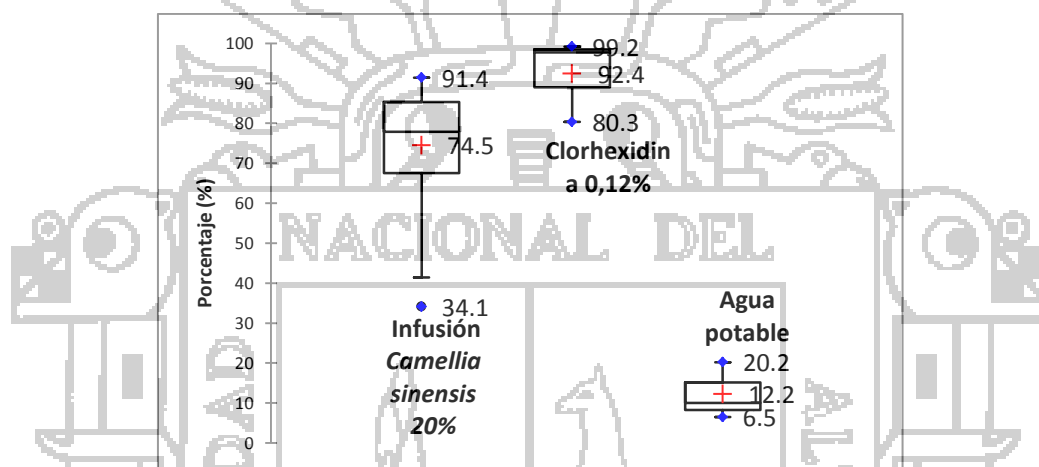 Porcentaje (%)
100
90
80
70
60
50
40
30
20
10
0
91.4
74.5
34.1
Infusión
Camellia
sinensis
20%
99.2
92.4
80.3
Clorhexidin
a 0,12%
Agua
potable
20.2
12.2
6.5
NACIONAL DEL